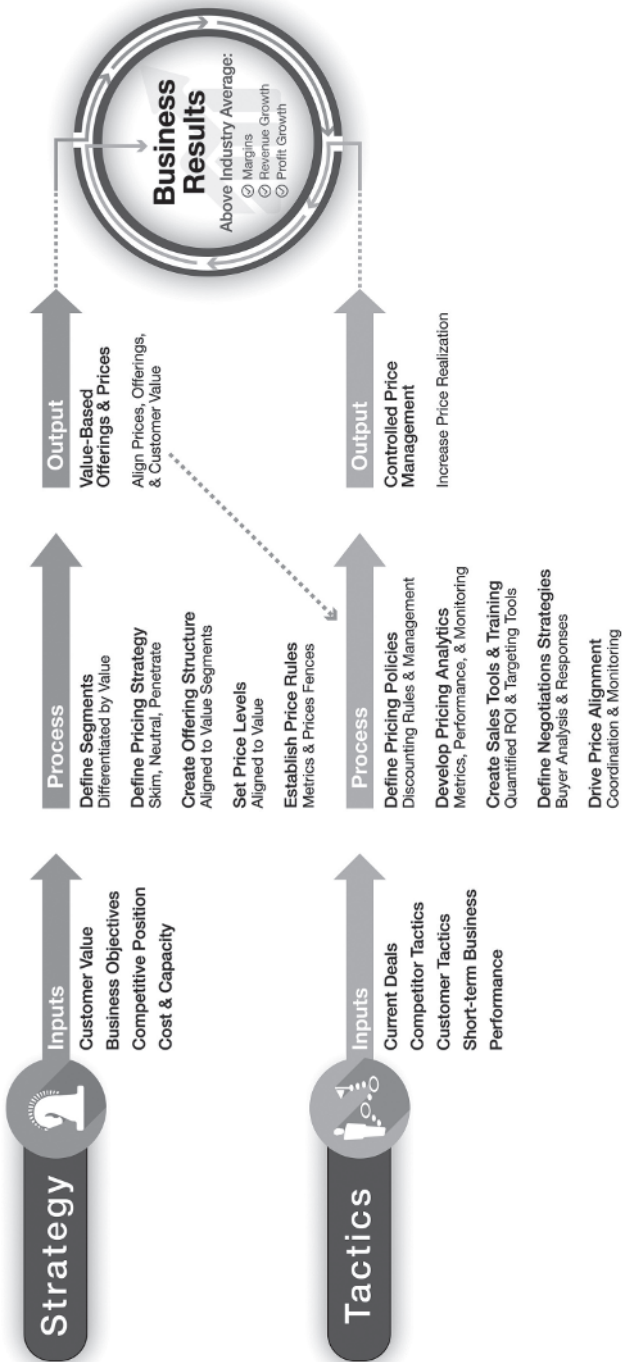 Strategy
Inputs
Customer Value
Business Objectives
Competitive Position
Cost & Capacity
Process
Define Segments
Differentiated by Value
Define Pricing Strategy
Skim, Neutral, Penetrate
Create Offering Structure
Aligned to Value Segments
Set Price Levels
Aligned to Value
Establish Price Rules
Metrics & Prices Fences
Output
Value-Based
Offerings & Prices
Align Prices, Offerings,
& Customer Value
Business
Results
Above Industry Average:
Margins
Revenue Growth
Profit Growth
Tactics
Inputs
Current Deals
Competitor Tactics
Customer Tactics
Short-term Business
Performance
Process
Define Pricing Policies
Discounting Rules & Management
Develop Pricing Analytics
Metrics, Performance, & Monitoring
Create Sales Tools & Training
Quantified ROI & Targeting Tools
Define Negotiations Strategies
Buyer Analysis & Responses
Drive Price Alignment
Coordination & Monitoring
Output
Controlled Price
Management
Increase Price Realization